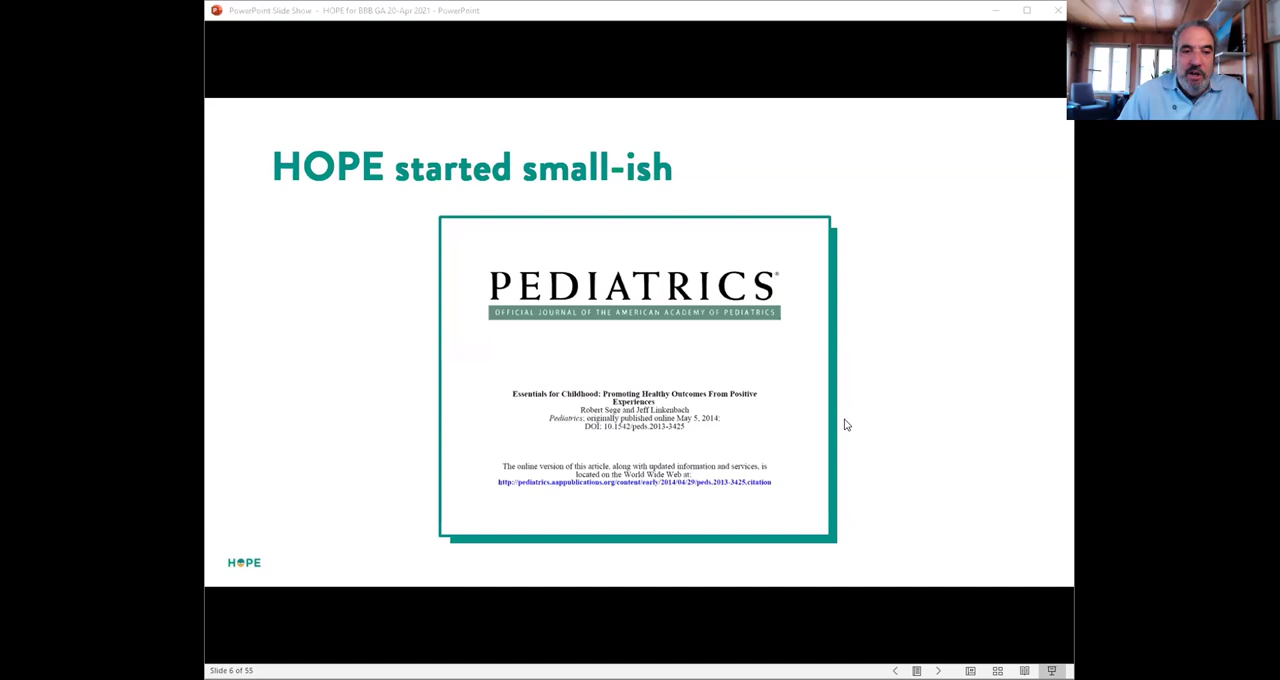 PowerPoint Slide Show - HOPE for BBB GA 20-Apr 2021 - PowerPoint
HOPE started small-ish
PEDIATRICS®
OFFICIAL JOURNAL OF THE AMERICAN ACADEMY OF PEDIATRICS
Essentials for Childhood: Promoting Healthy Outcomes From Positive
Experiences
Robert Sege and Jeff Linkenbach
Pediatrics; originally published online May 5, 2014;
DOI: 10.1542/peds.2013-3425
The online version of this article, along with updated information and services, is
located on the World Wide Web at:
http://pediatrics.aappublications.org/content/early/2014/04/29/peds.2013-3425.citation
HOPE
Slide 6 of 55